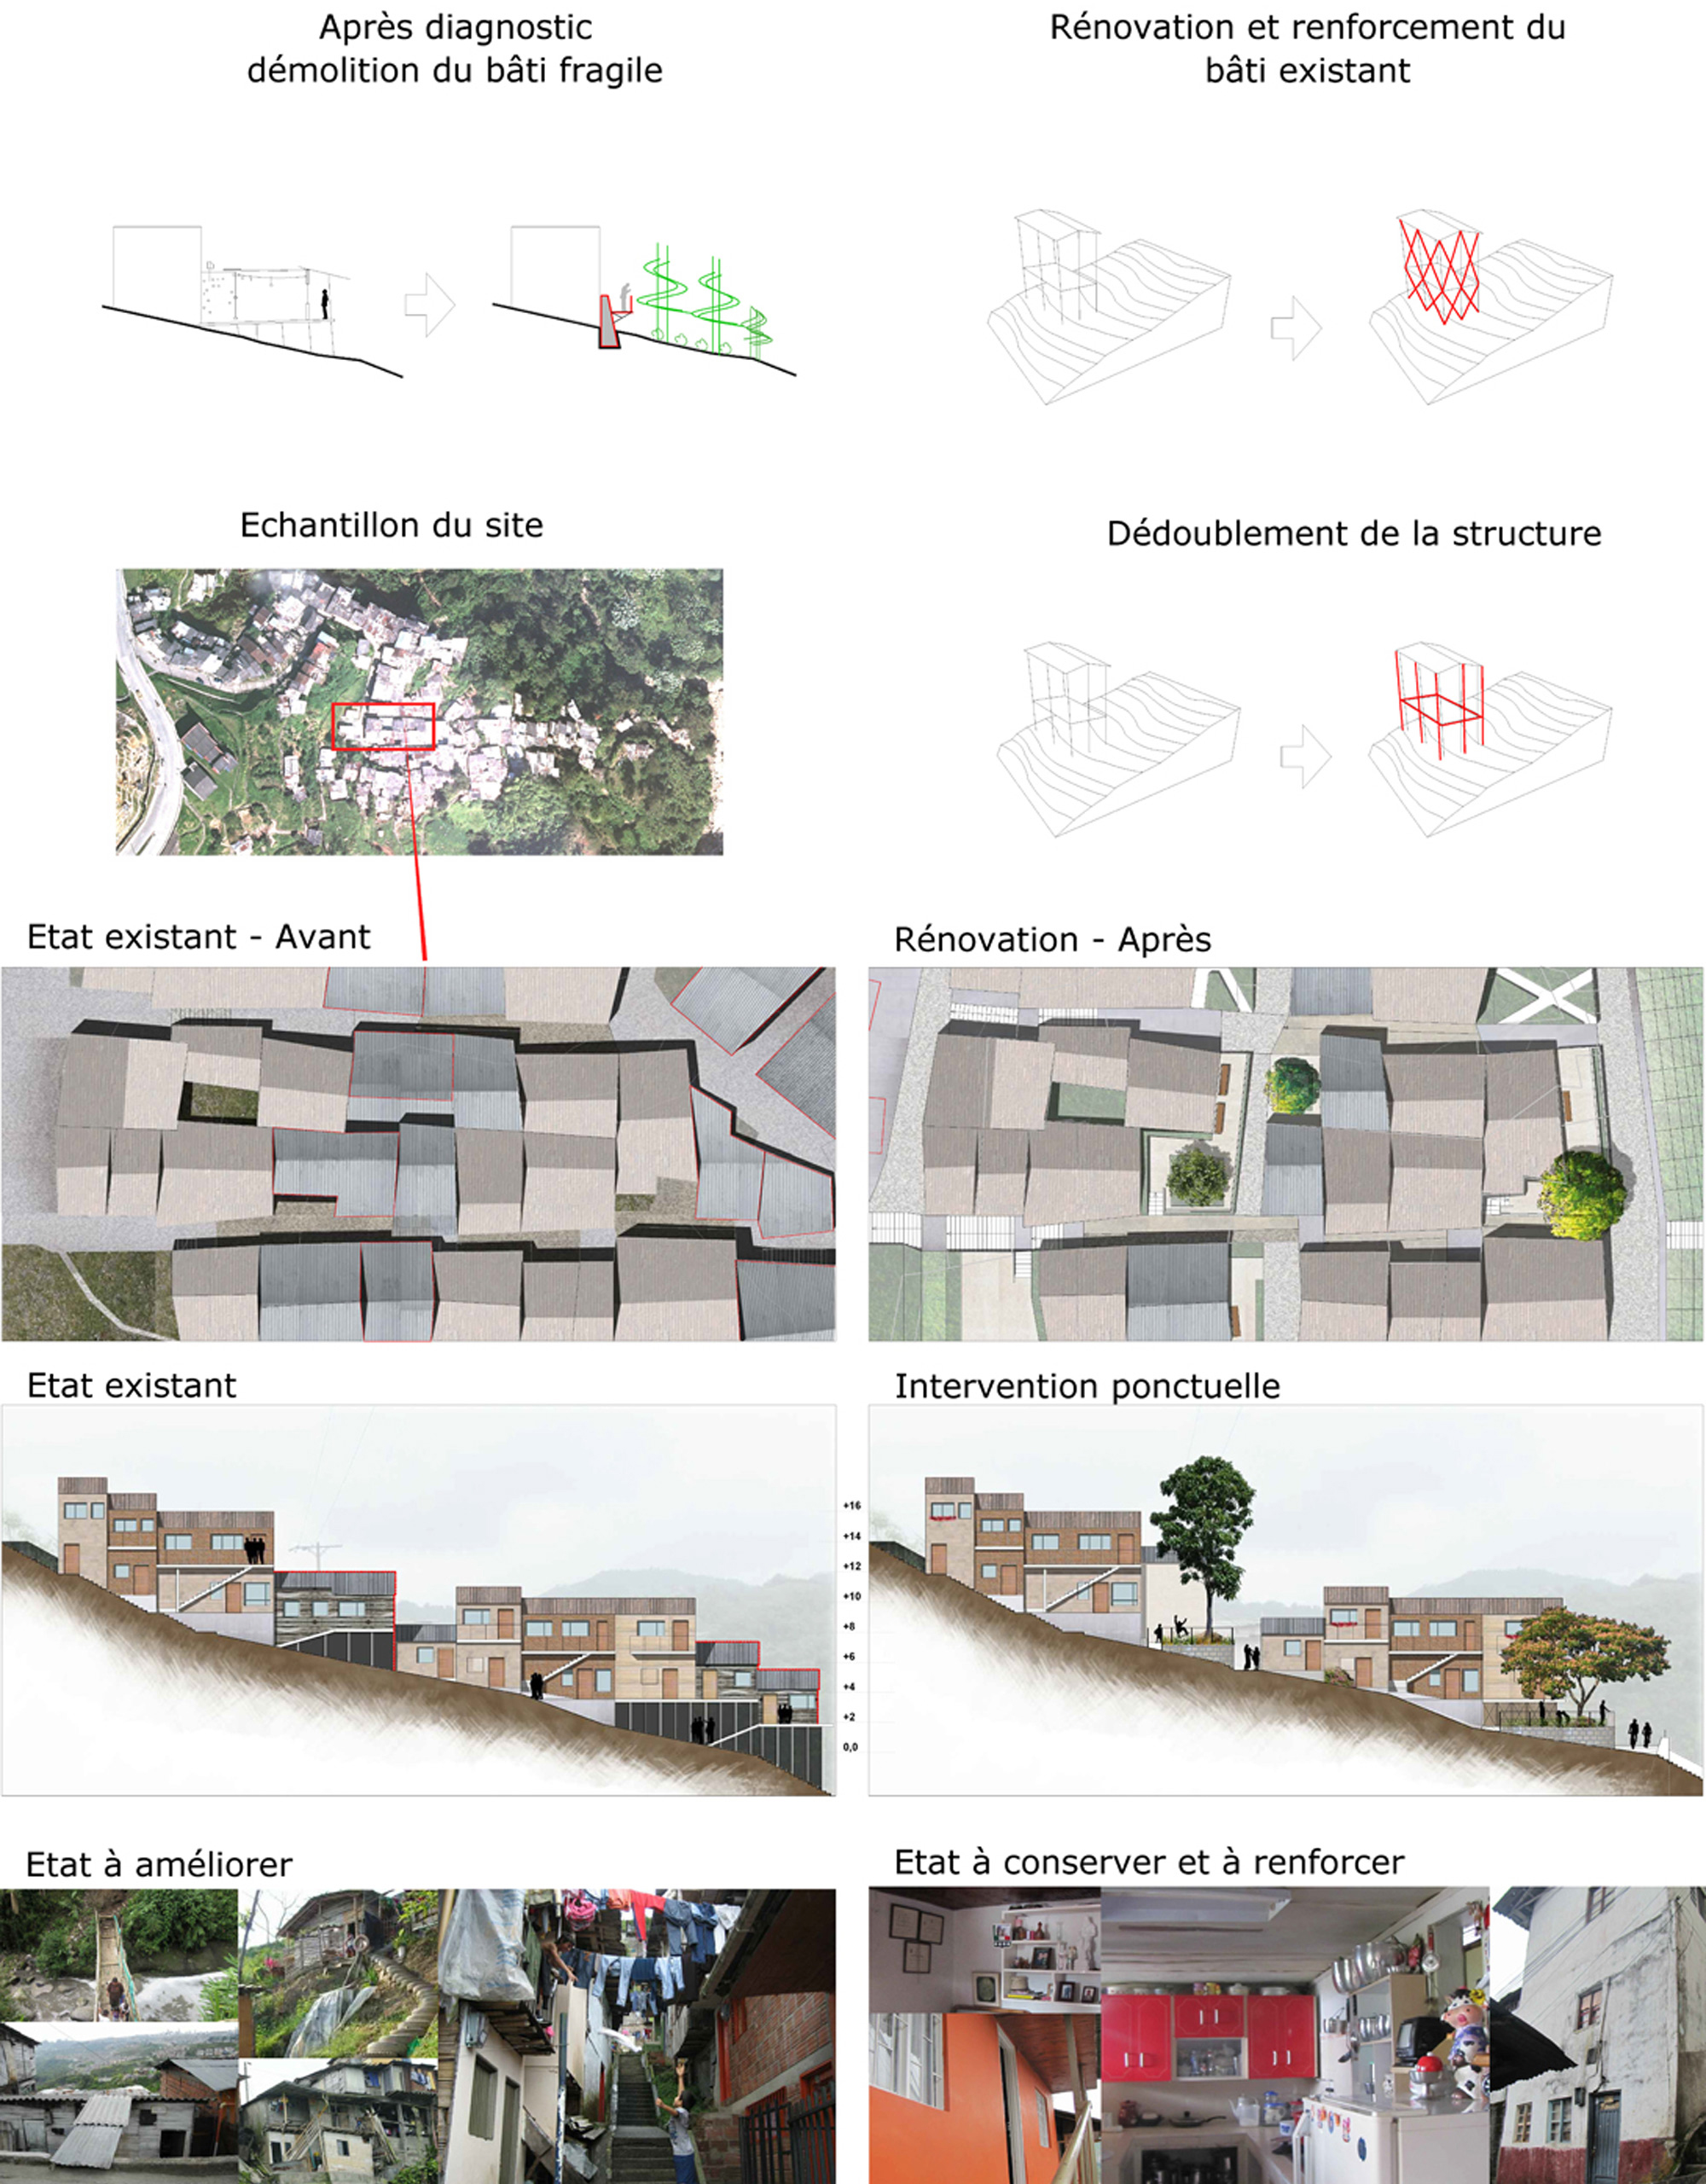 Après diagnostic
démolition du bâti fragile
Rénovation et renforcement du
bâti existant
Echantillon du site
Dédoublement de la structure
Etat existant - Avant
Rénovation - Après
Etat existant
Intervention ponctuelle
+16
+14
+12
+10
+8
+6
+4
+2
0,0
Etat à améliorer
Etat à conserver et à renforcer